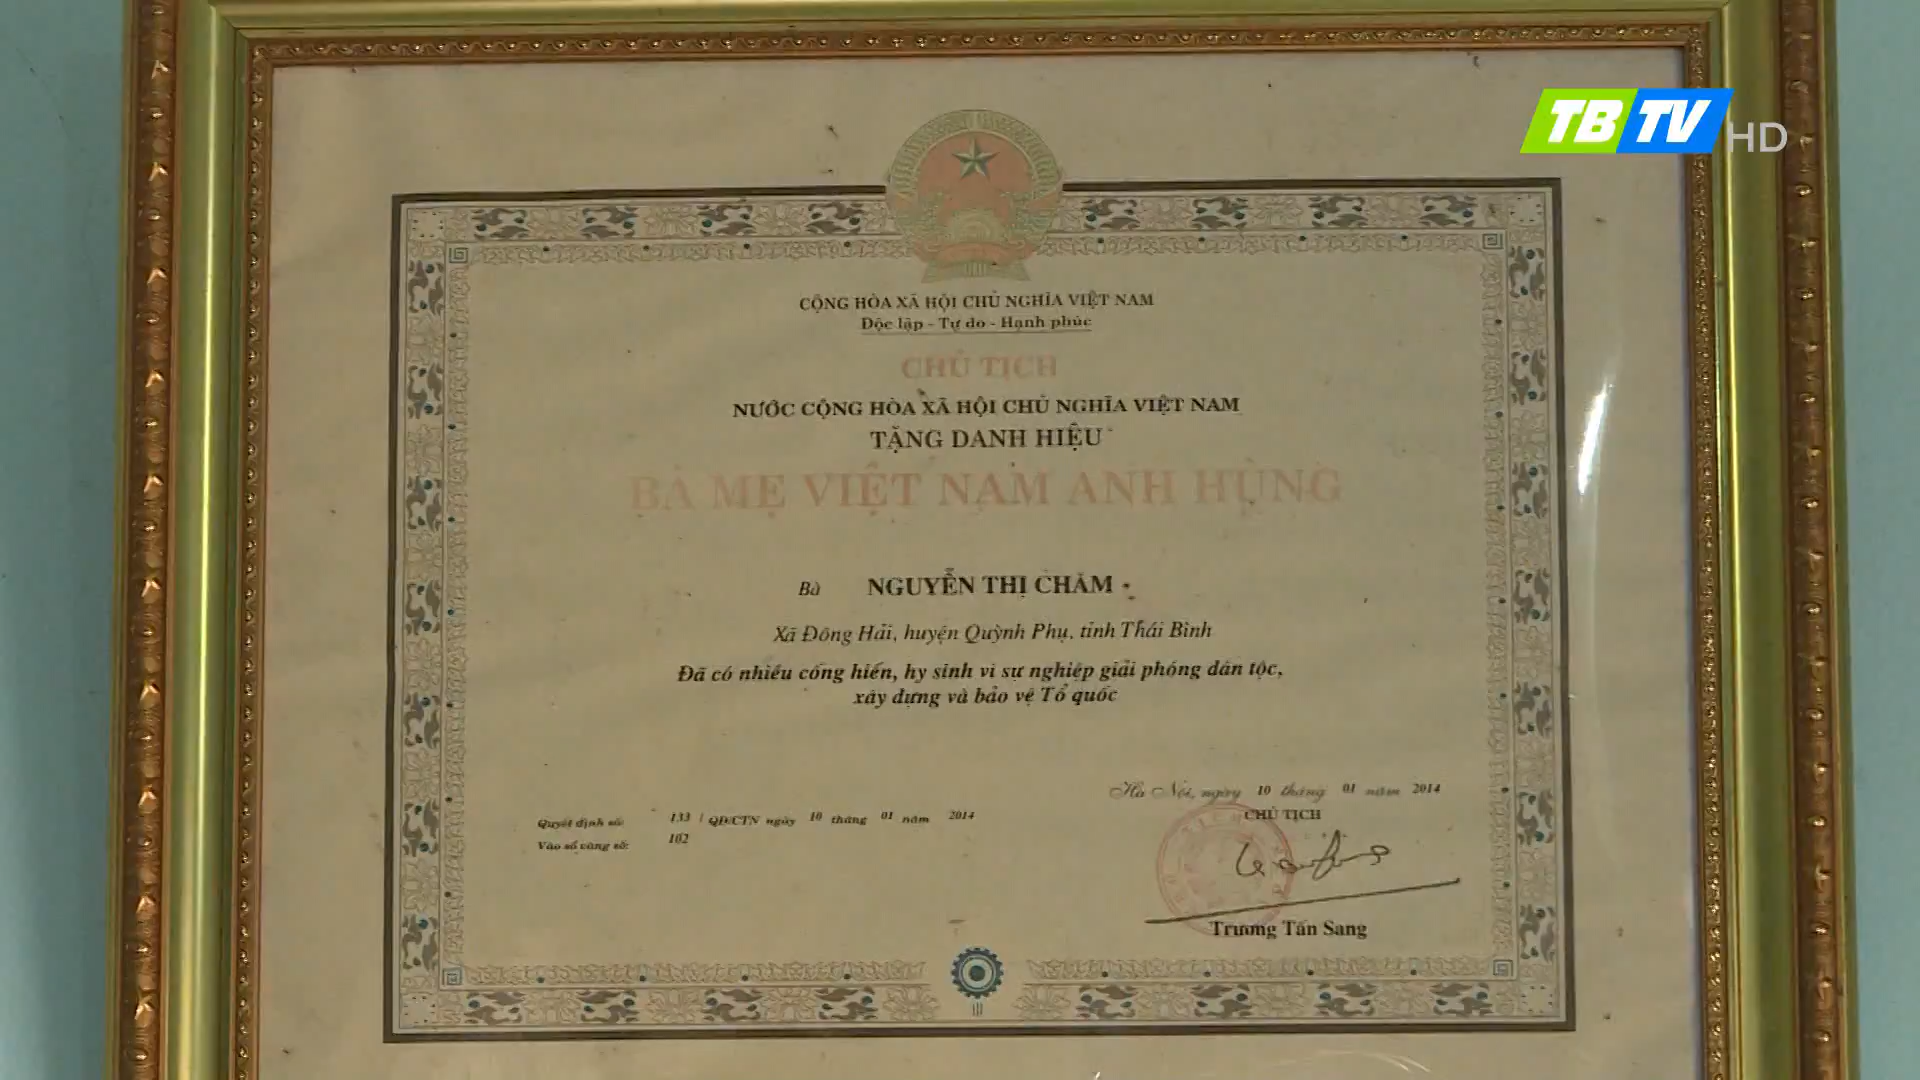 TBTV HD
CỘNG HÒA XÃ HỘI CHỦ NGHĨA VIỆT NAM
Độc lập - Tự do - Hạnh phúc
CHỦ TỊCH
NƯỚC CỘNG HÒA XÃ HỘI CHỦ NGHĨA VIỆT NAM
TẶNG DANH HIỆU
BÀ MẸ VIỆT NAM ANH HÙNG
Bà NGUYỄN THỊ CHĂM
Xã Đông Hải, huyện Quỳnh Phụ, tỉnh Thái Bình
Đã có nhiều cống hiến, hy sinh vì sự nghiệp giải phóng dân tộc,
xây dựng và bảo vệ Tổ quốc
Hà Nội, ngày 10 tháng 01 năm 2014
CHỦ TỊCH
Quyết định số: 133 / QĐ/CTN ngày 10 tháng 01 năm 2014
Vào sổ vàng số: 102
Trương Tấn Sang